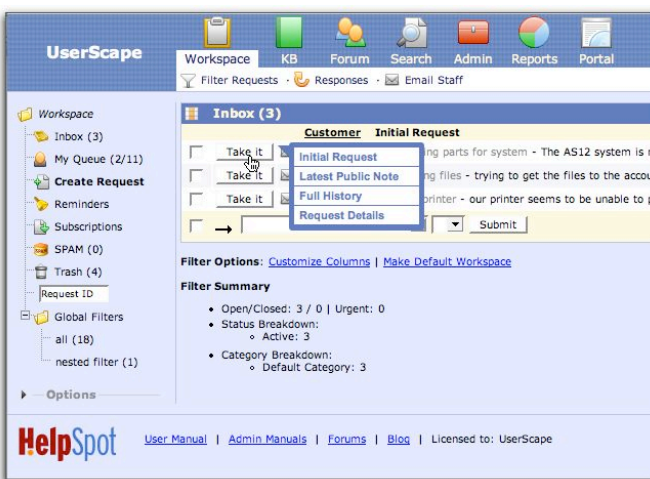 UserScape
Workspace KB Forum Search Admin Reports Portal
Filter Requests · Responses · Email Staff
Workspace
Inbox (3)
My Queue (2/11)
Create Request
Reminders
Subscriptions
SPAM (0)
Trash (4)
Request ID
Global Filters
all (18)
nested filter (1)
Options
Inbox (3)
Customer Initial Request
Take it parts for system - The AS12 system is
Take it files - trying to get the files to the
Take it - our printer seems to be unable to
Initial Request
Latest Public Note
Full History
Request Details
Submit
Filter Options: Customize Columns | Make Default Workspace
Filter Summary
• Open/Closed: 3 / 0 | Urgent: 0
• Status Breakdown:
Active: 3
• Category Breakdown:
Default Category: 3
HelpSpot
User Manual | Admin Manuals | Forums | Blog | Licensed to: UserScape